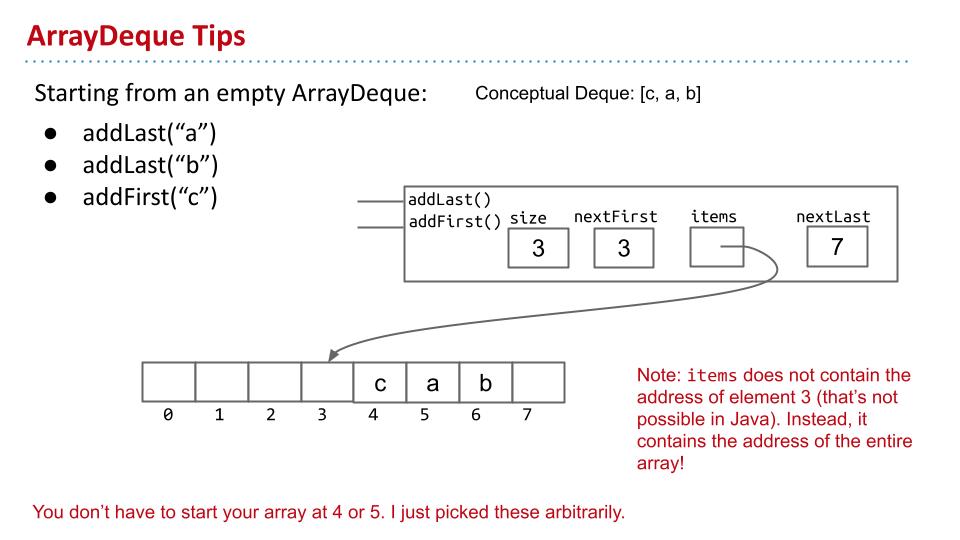 ArrayDeque Tips
Starting from an empty ArrayDeque:
Conceptual Deque: [c, a, b]
● addLast(“a”)
● addLast(“b”)
● addFirst(“c”)
addLast()
addFirst()
size
nextFirst
items
nextLast
3
3
7
c a b
0 1 2 3 4 5 6 7
Note: items does not contain the
address of element 3 (that’s not
possible in Java). Instead, it
contains the address of the entire
array!
You don’t have to start your array at 4 or 5. I just picked these arbitrarily.